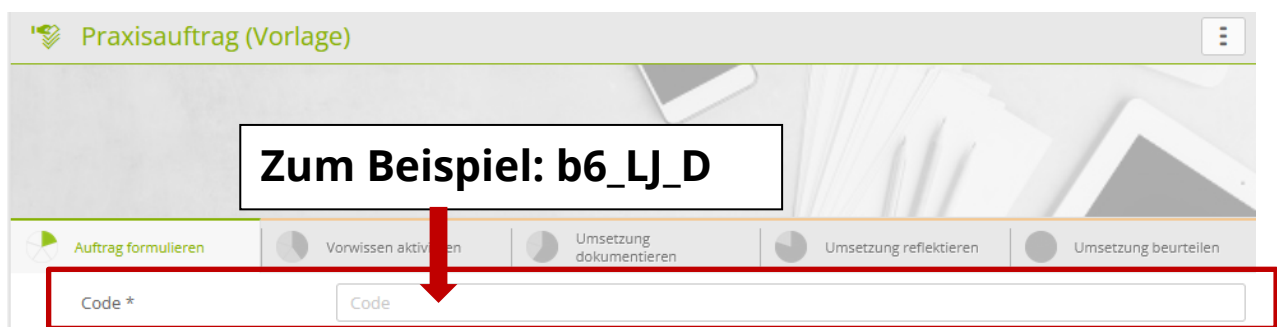 Praxisauftrag (Vorlage)
Zum Beispiel: b6_LJ_D
Auftrag formulieren
Vorwissen
Umsetzung
dokumentieren
Umsetzung reflektieren
Umsetzung beurteilen
Code *
Code